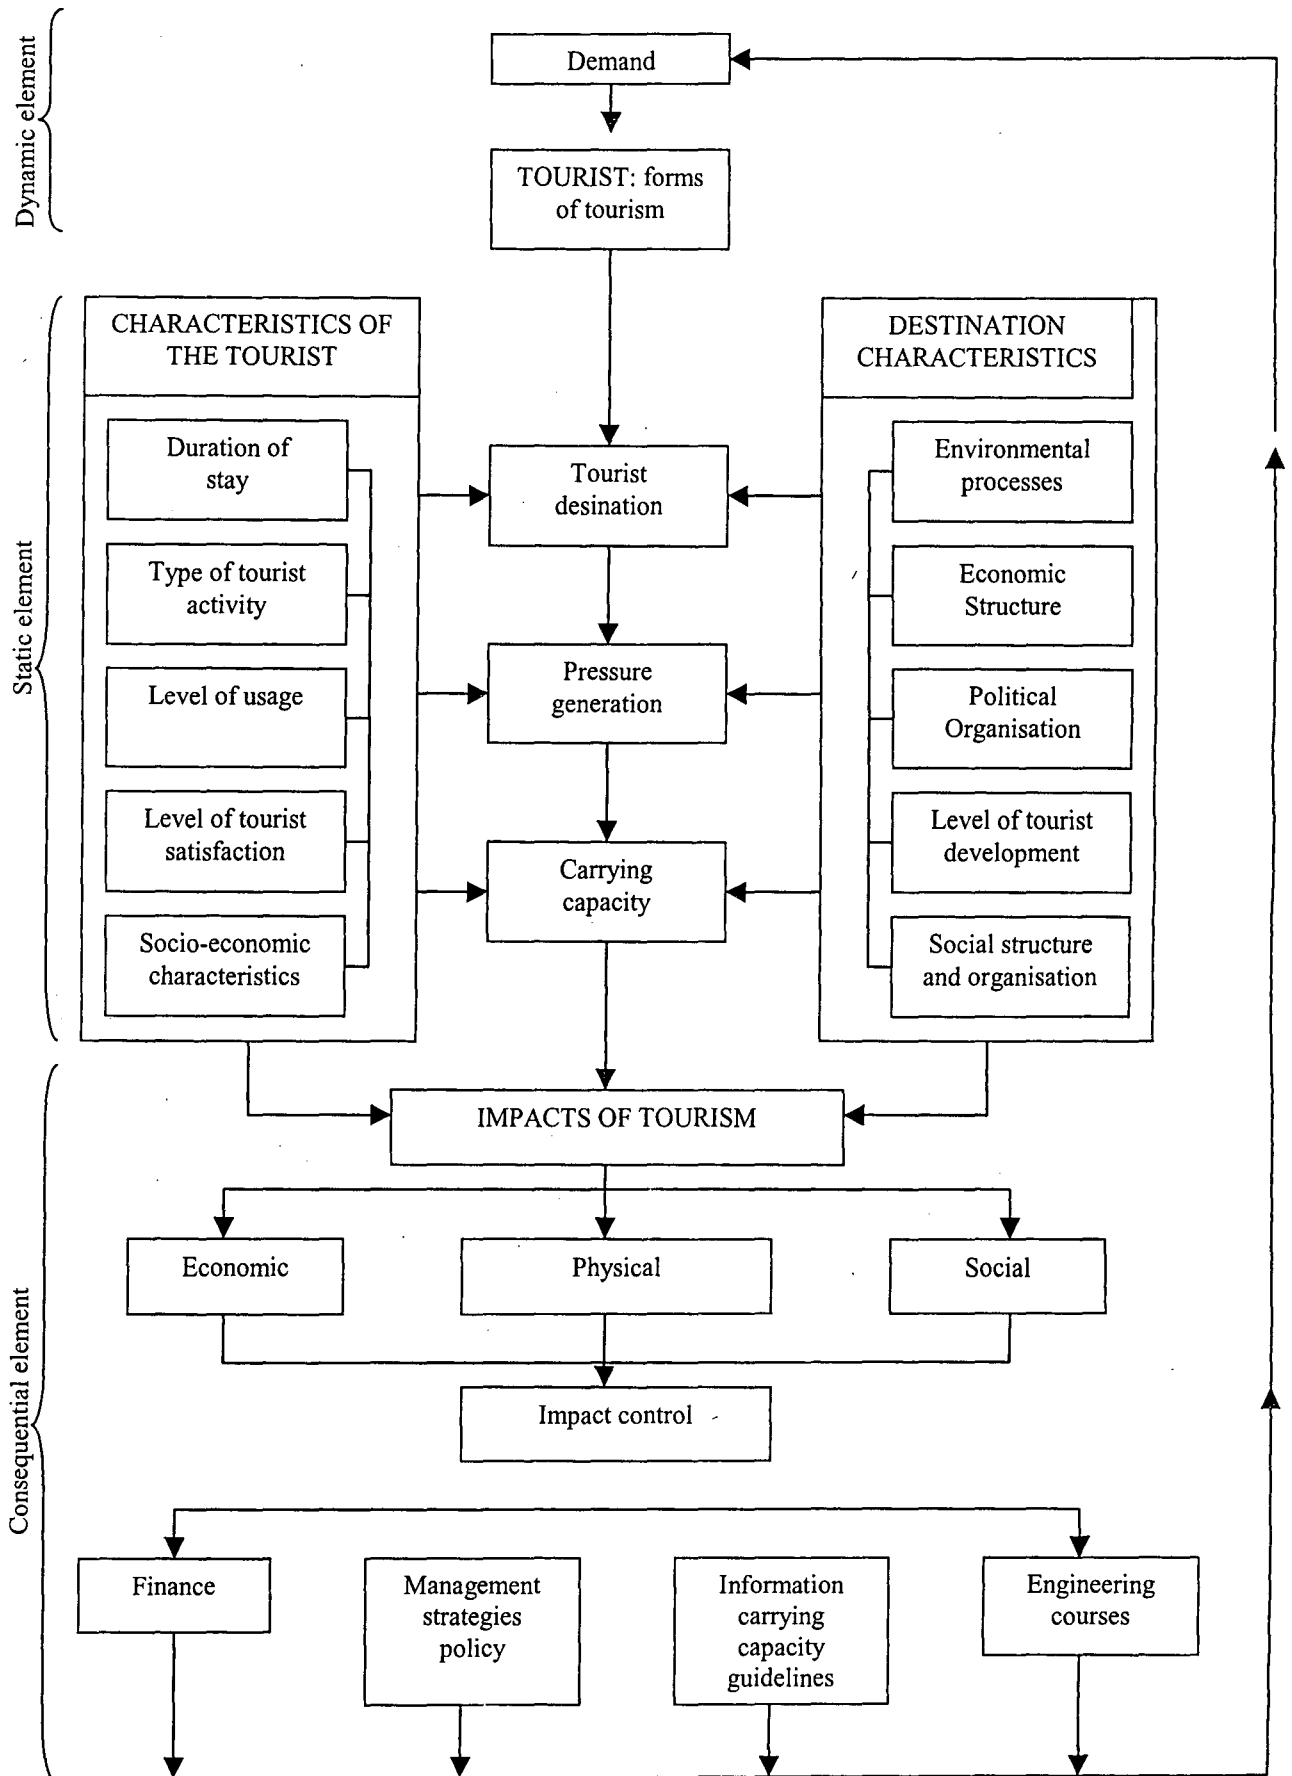 Dynamic element
Demand
TOURIST: forms
of tourism
Static element
CHARACTERISTICS OF
THE TOURIST
Duration of
stay
Type of tourist
activity
Level of usage
Level of tourist
satisfaction
Socio-economic
characteristics
Tourist
desination
Pressure
generation
Carrying
capacity
DESTINATION
CHARACTERISTICS
Environmental
processes
Economic
Structure
Political
Organisation
Level of tourist
development
Social structure
and organisation
Consequential element
IMPACTS OF TOURISM
Economic
Physical
Social
Impact control
Finance
Management
strategies
policy
Information
carrying
capacity
guidelines
Engineering
courses